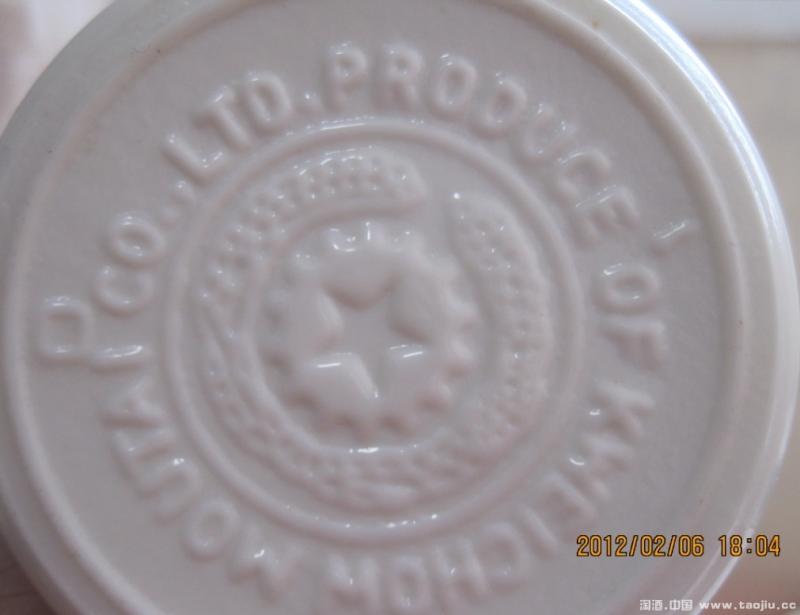 PRODUCE OF KWEICHOW MOUTAI CO.,LTD.
P
2012/02/06 18:04
淘酒.中国 www.taojiu.cc